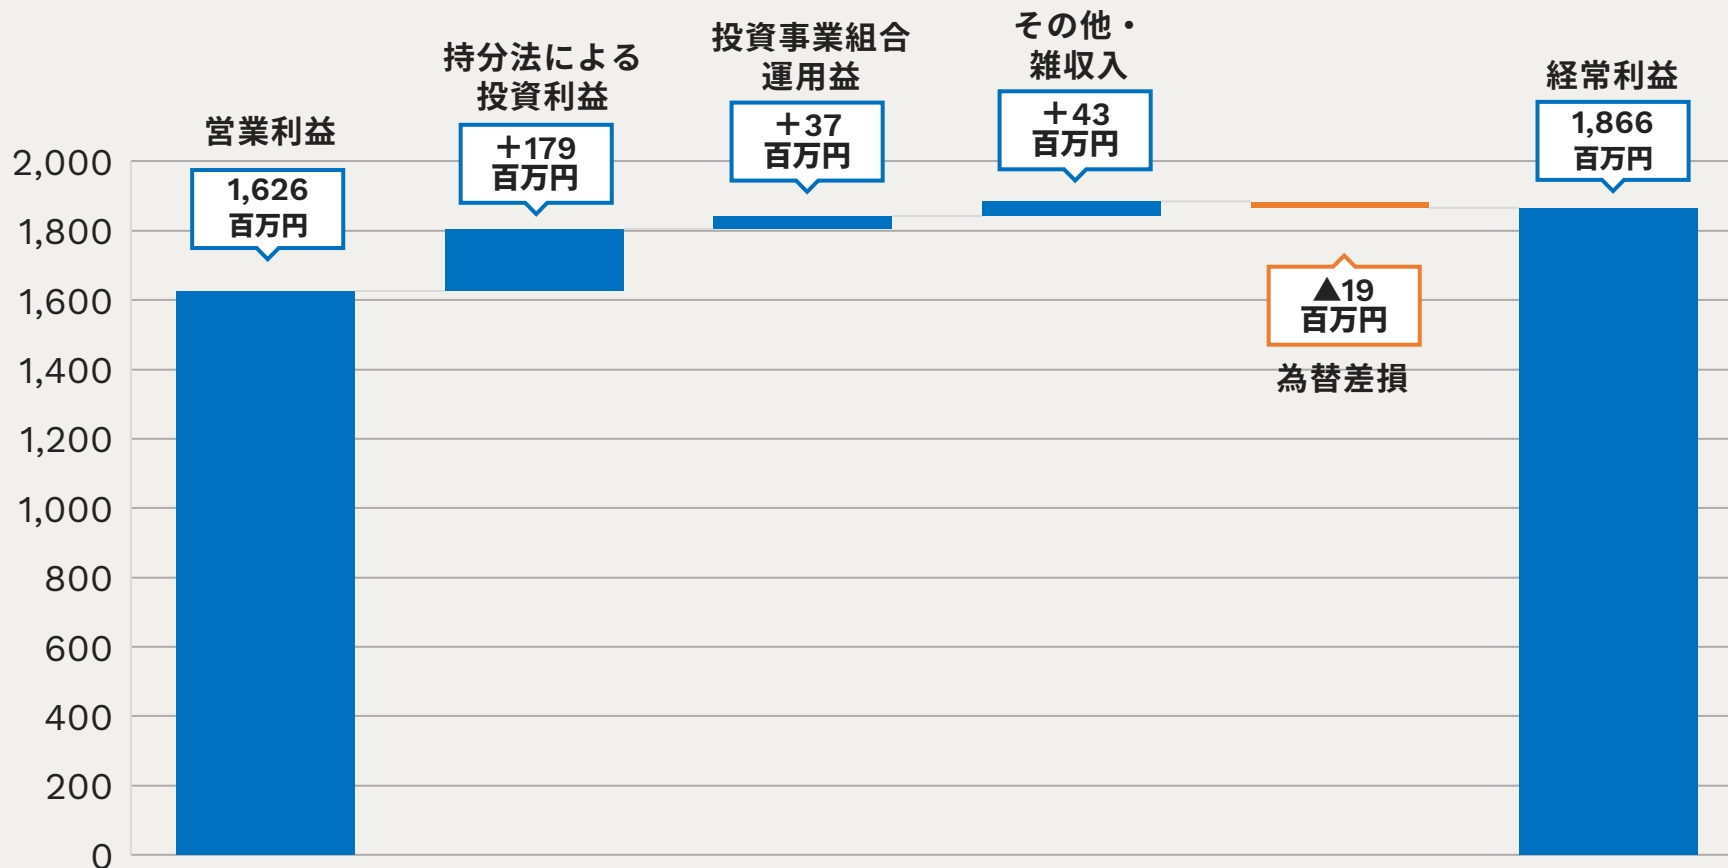 営業利益
1,626
百万円
持分法による
投資利益
＋179
百万円
投資事業組合
運用益
＋37
百万円
その他・
雑収入
＋43
百万円
▲19
百万円
為替差損
経常利益
1,866
百万円
2,000
1,800
1,600
1,400
1,200
1,000
800
600
400
200
0